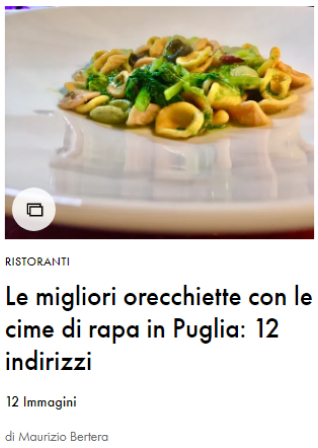 RISTORANTI
Le migliori orecchiette con le
cime di rapa in Puglia: 12
indirizzi
12 Immagini
di Maurizio Bertera